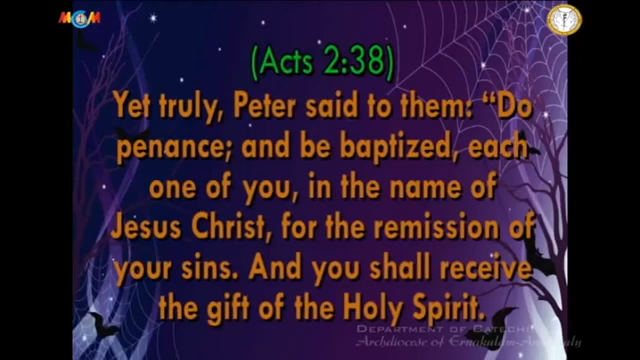 MCM
(Acts 2:38)
Yet truly, Peter said to them: “Do
penance; and be baptized, each
one of you, in the name of
Jesus Christ, for the remission of
your sins. And you shall receive
the gift of the Holy Spirit.
Department of Catechi
Archdiocese of Ernakulam-Angamaly